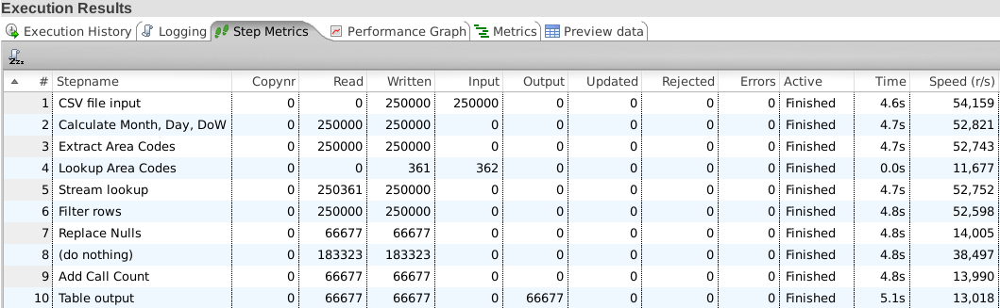 Execution Results
Execution History Logging Step Metrics Performance Graph Metrics Preview data
# Stepname Copynr Read Written Input Output Updated Rejected Errors Active Time Speed (r/s)
1 CSV file input 0 0 250000 250000 0 0 0 0 Finished 4.6s 54,159
2 Calculate Month, Day, DoW 0 250000 250000 0 0 0 0 0 Finished 4.7s 52,821
3 Extract Area Codes 0 250000 250000 0 0 0 0 0 Finished 4.7s 52,743
4 Lookup Area Codes 0 0 361 362 0 0 0 0 Finished 0.0s 11,677
5 Stream lookup 0 250361 250000 0 0 0 0 0 Finished 4.7s 52,752
6 Filter rows 0 250000 250000 0 0 0 0 0 Finished 4.8s 52,598
7 Replace Nulls 0 66677 66677 0 0 0 0 0 Finished 4.8s 14,005
8 (do nothing) 0 183323 183323 0 0 0 0 0 Finished 4.8s 38,497
9 Add Call Count 0 66677 66677 0 0 0 0 0 Finished 4.8s 13,990
10 Table output 0 66677 66677 0 66677 0 0 0 Finished 5.1s 13,018